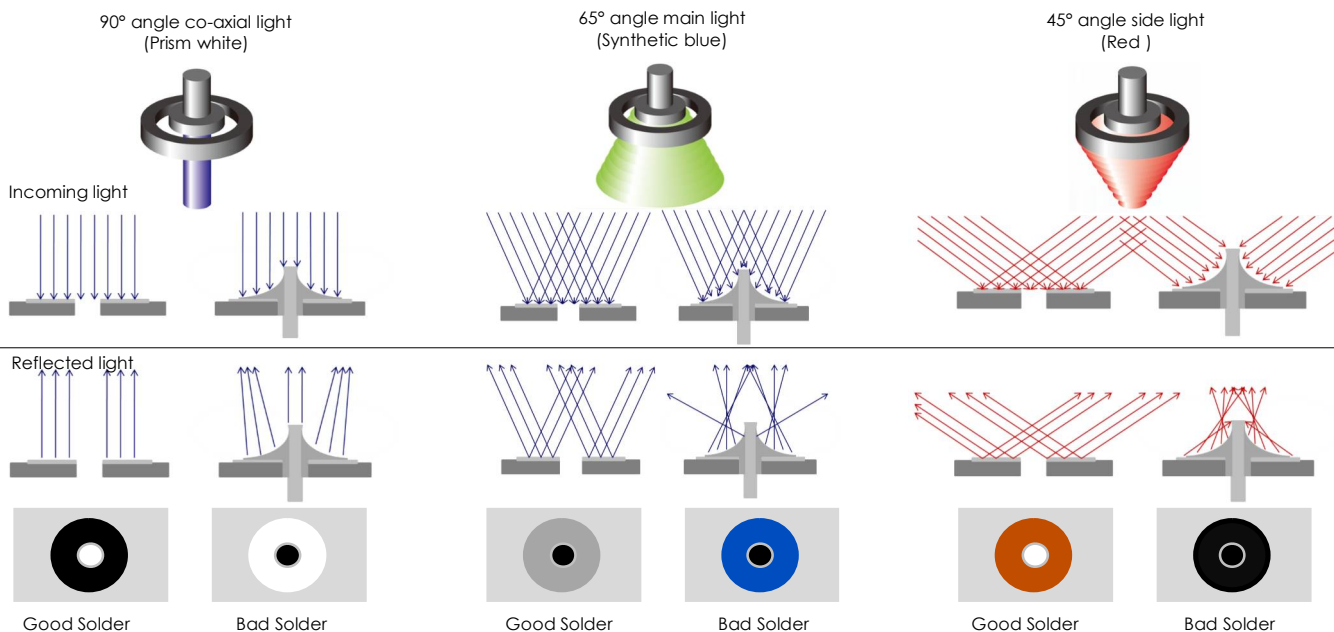 90° angle co-axial light
(Prism white)
65° angle main light
(Synthetic blue)
45° angle side light
(Red )
Incoming light
Reflected light
Good Solder
Bad Solder
Good Solder
Bad Solder
Good Solder
Bad Solder